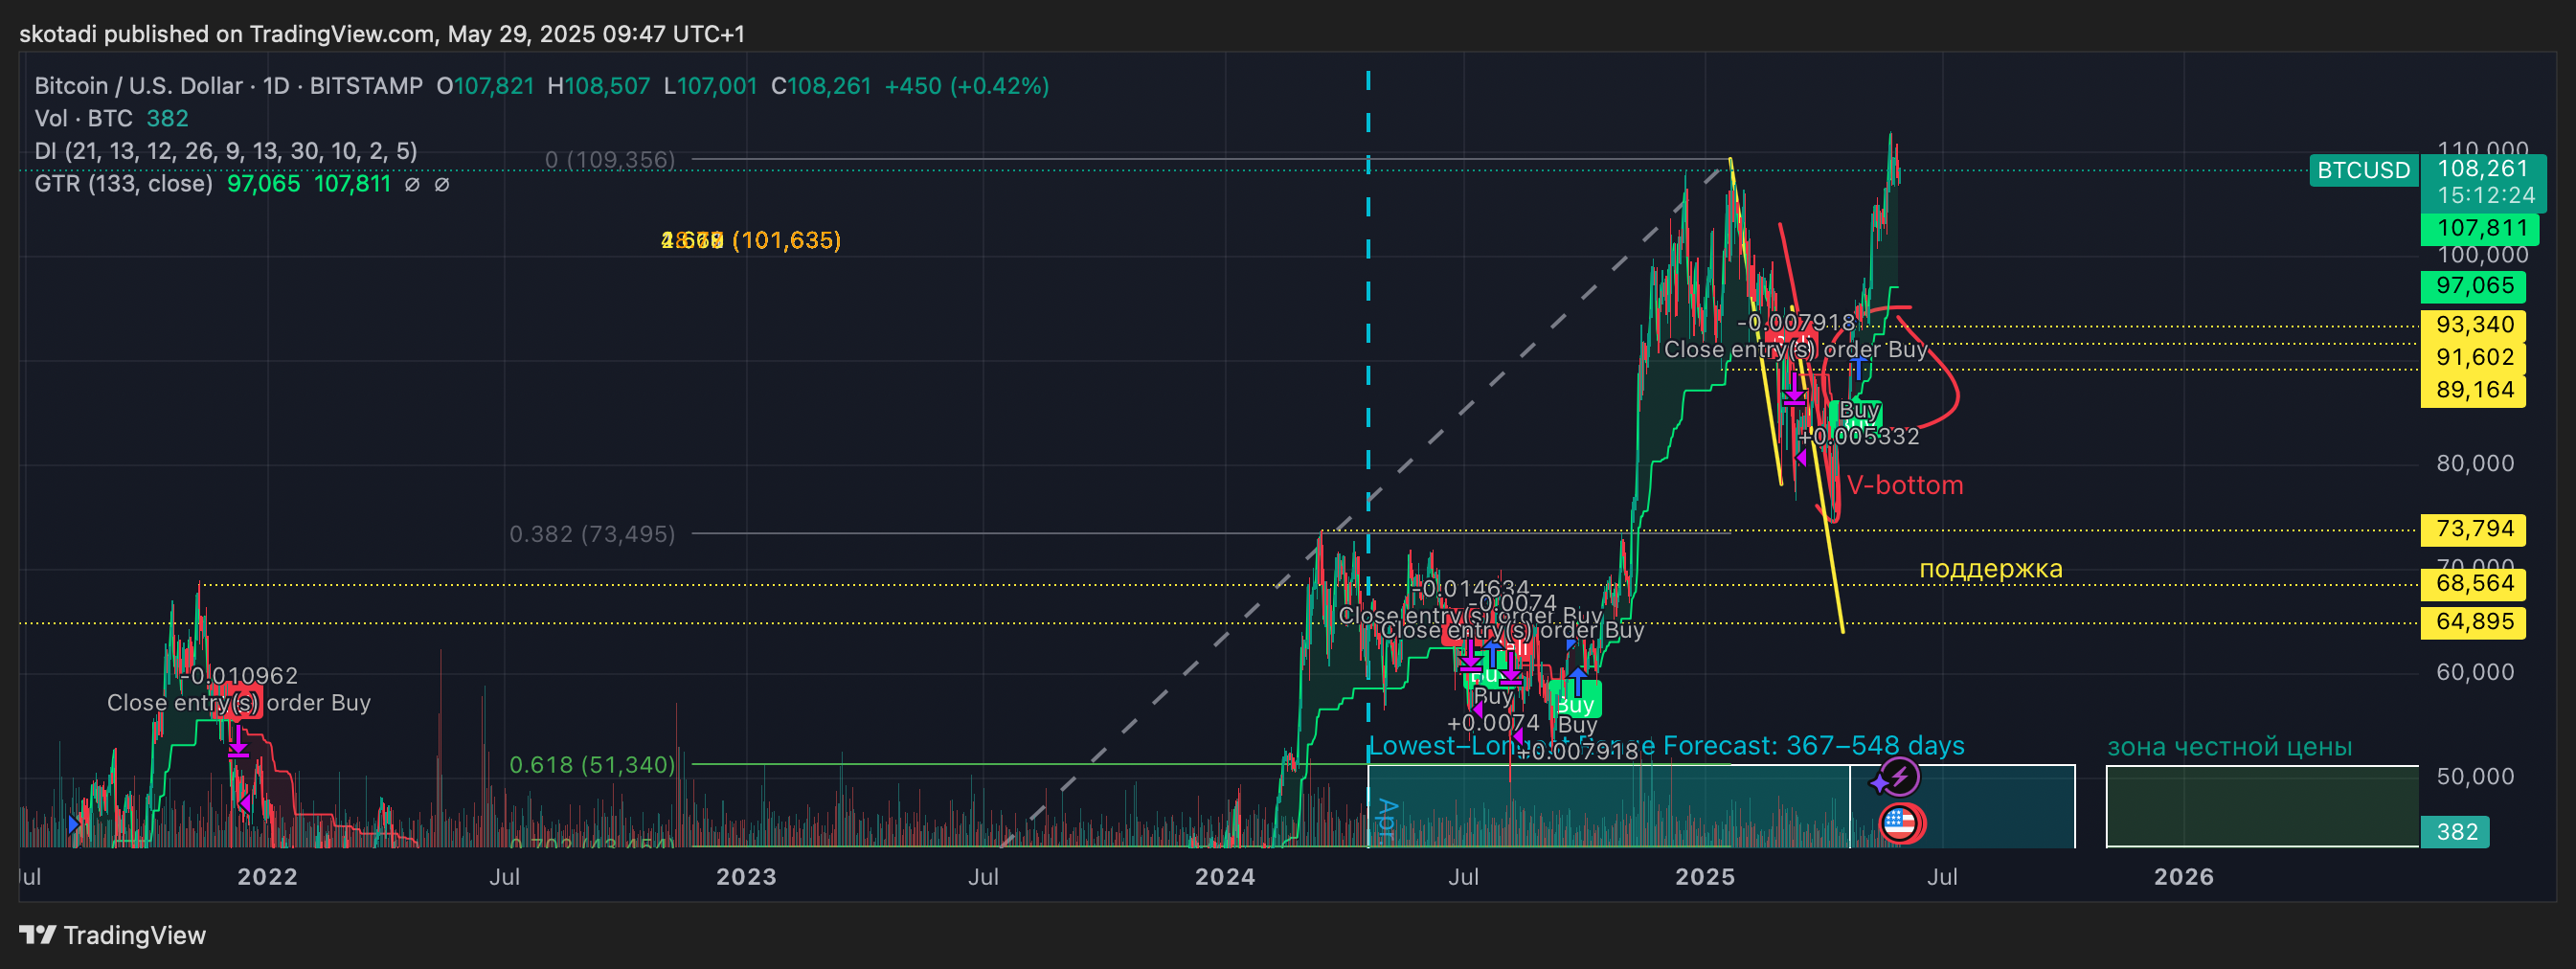 skotadi published on TradingView.com, May 29, 2025 09:47 UTC+1
Bitcoin / U.S. Dollar · 1D · BITSTAMP O107,821 H108,507 L107,001 C108,261 +450 (+0.42%)
Vol · BTC 382
DI (21, 13, 12, 26, 9, 13, 30, 10, 2, 5)
GTR (133, close) 97,065 107,811 ∅ ∅
0 (109,356)
(101,635)
0.382 (73,495)
0.618 (51,340)
0.702 (43,454)
-0.010962
Close entry(s) order Buy
-0.014634
-0.0074
Close entry(s) order Buy
Close entry(s) order Buy
Buy
Buy
+0.0074
Buy
Buy
+0.007918
-0.007918
Close entry(s) order Buy
Buy
+0.005332
V-bottom
поддержка
Lowest–Longest Range Forecast: 367–548 days
Apr.
зона честной цены
110,000
BTCUSD 108,261
15:12:24
107,811
100,000
97,065
93,340
91,602
89,164
80,000
73,794
70,000
68,564
64,895
60,000
50,000
382
Jul 2022 Jul 2023 Jul 2024 Jul 2025 Jul 2026
TradingView